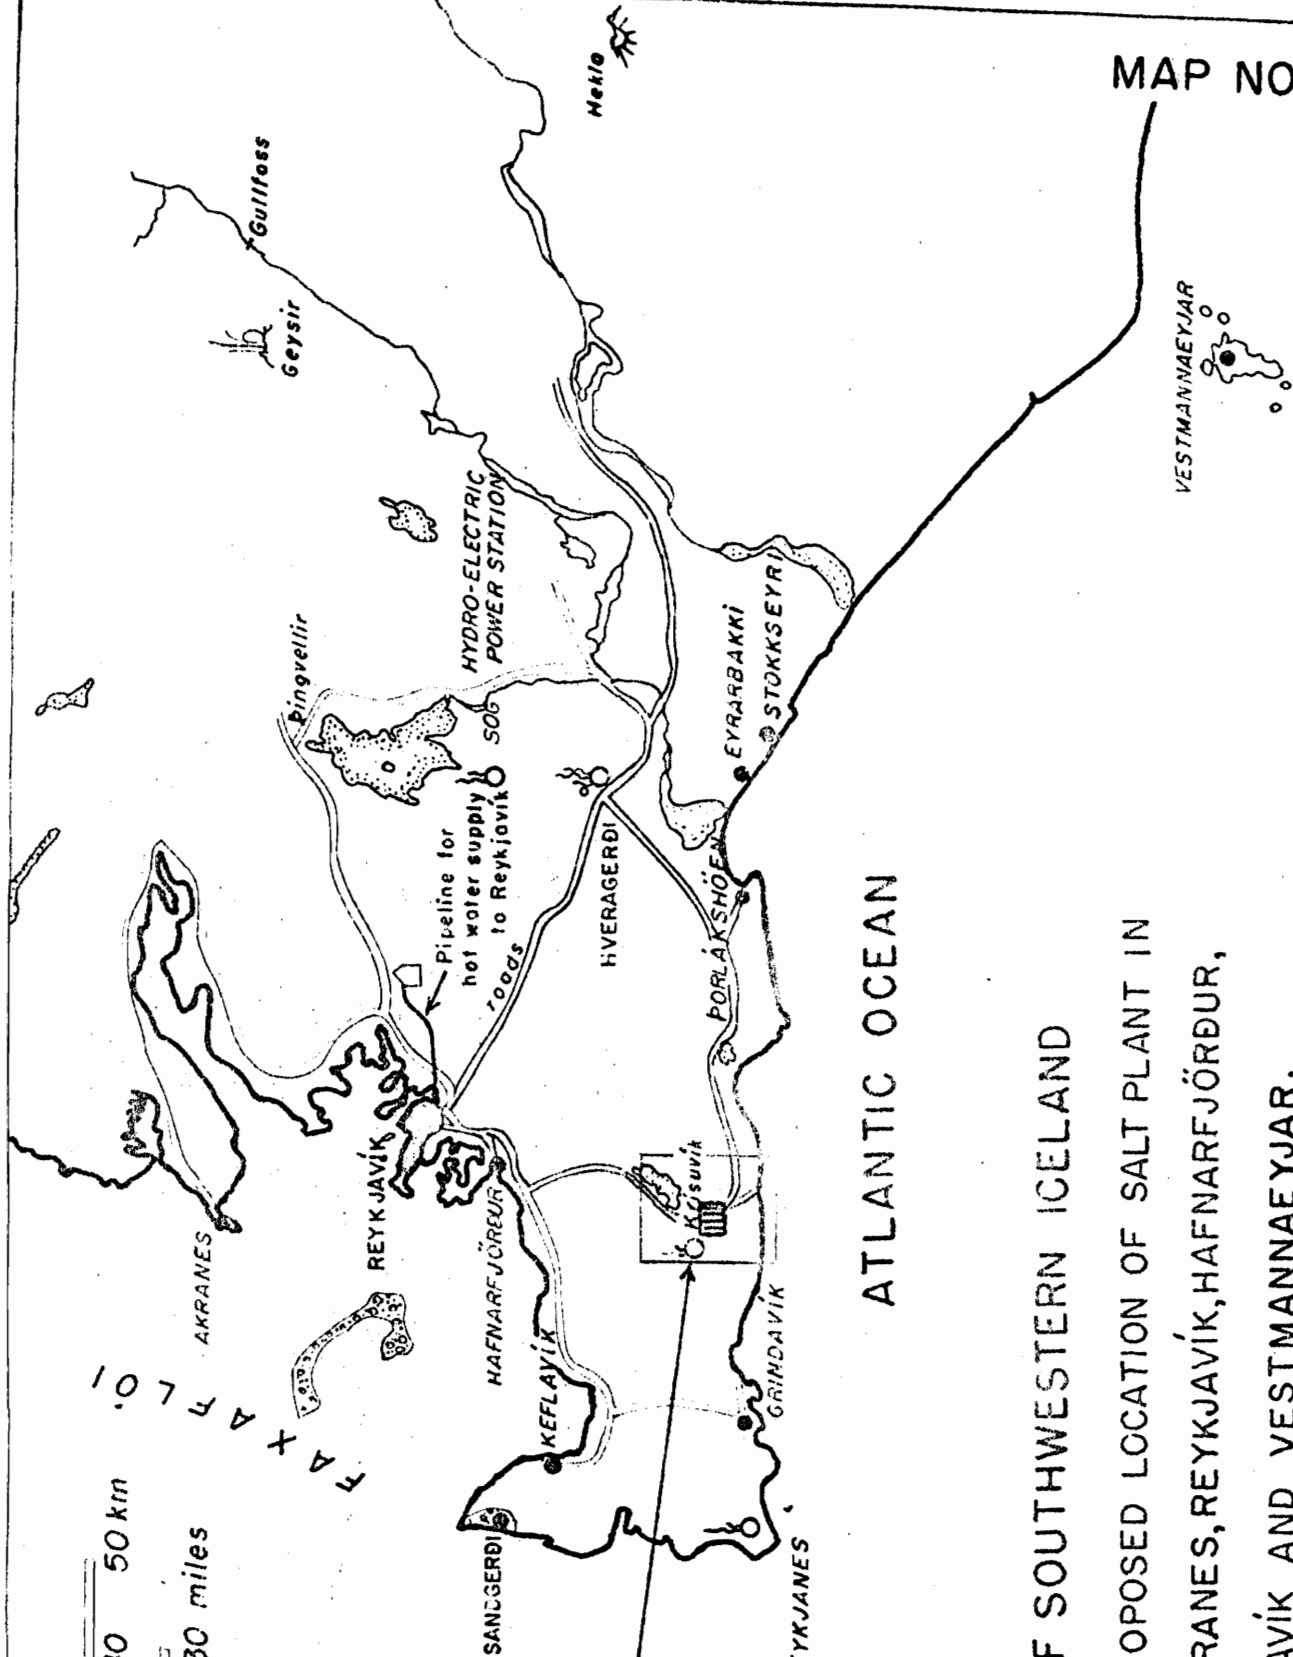 MAP NO
Hekla
Gullfoss
Geysir
VESTMANNAEYJAR
HYDRO-ELECTRIC
POWER STATION
Þingvellir
SOG
EYRARBAKKI
STOKKSEYRI
Pipeline for
hot water supply
to Reykjavík
roads
HVERAGERÐI
ÞORLÁKSHÖFN
REYKJAVÍK
AKRANES
HAFNARFJÖRÐUR
Krísuvík
KEFLAVÍK
GRINDAVÍK
FAXAFLÓI
SANDGERÐI
YKJANES
50 km
30 miles
ATLANTIC OCEAN
F SOUTHWESTERN ICELAND
OPOSED LOCATION OF SALT PLANT IN
RANES, REYKJAVÍK, HAFNARFJÖRÐUR,
AVÍK AND VESTMANNAEYJAR.